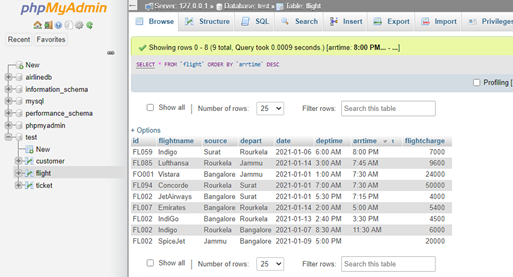 phpMyAdmin
Recent Favorites
New
airlinedb
information_schema
mysql
performance_schema
phpmyadmin
test
New
customer
flight
ticket
Server: 127.0.0.1 » Database: test » Table: flight
Browse Structure SQL Search Insert Export Import Privileges
Showing rows 0 - 8 (9 total, Query took 0.0009 seconds.) [arrtime: 8:00 PM... - ...]
SELECT * FROM `flight` ORDER BY `arrtime` DESC
Profiling [
Show all Number of rows: 25 Filter rows: Search this table
+ Options
id flightname source depart date deptime arrtime 1 flightcharge
FL059 Indigo Surat Rourkela 2021-01-06 6:00 AM 8:00 PM 7000
FL085 Lufthansa Rourkela Jammu 2021-01-14 3:00 AM 7:45 AM 9600
FO001 Vistara Bangalore Jammu 2021-01-01 1:00 AM 7:30 AM 24000
FL094 Concorde Rourkela Surat 2021-01-01 7:00 AM 7:30 AM 50000
FL002 JetAirways Bangalore Surat 2021-01-01 5:30 PM 7:15 PM 4000
FL007 Emirates Bangalore Rourkela 2021-01-14 2:00 AM 5:00 AM 5400
FL002 IndiGo Bangalore Rourkela 2021-01-13 2:40 PM 3:30 PM 4500
FL002 Indigo Rourkela Bangalore 2021-01-07 8:30 AM 11:30 AM 6000
FL002 SpiceJet Jammu Bangalore 2021-01-09 5:00 PM 20000
Show all Number of rows: 25 Filter rows: Search this table